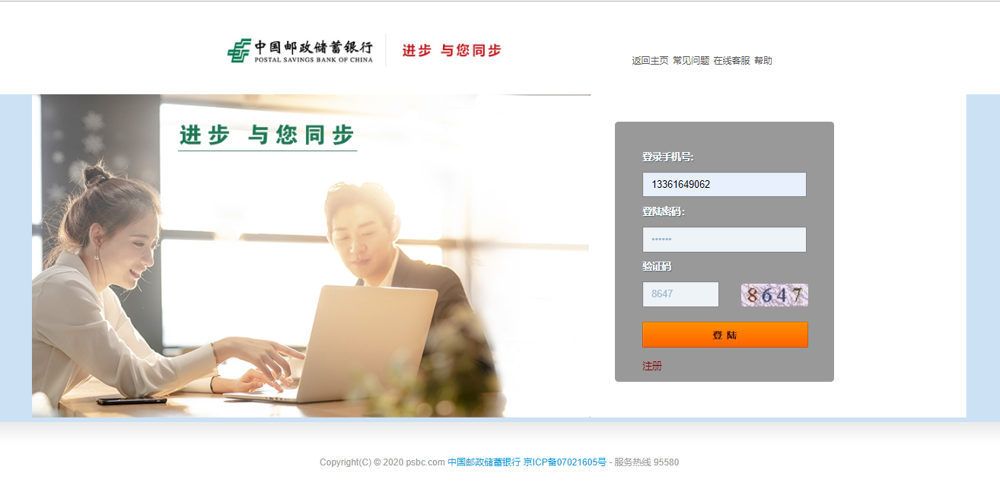 中国邮政储蓄银行
POSTAL SAVINGS BANK OF CHINA
进步 与您同步
返回主页 常见问题 在线客服 帮助
进步 与您同步
登录手机号:
13361649062
登陆密码:
••••••
验证码
8647
8647
登 陆
注册
Copyright(C) © 2020 psbc.com 中国邮政储蓄银行 京ICP备07021605号 - 服务热线 95580